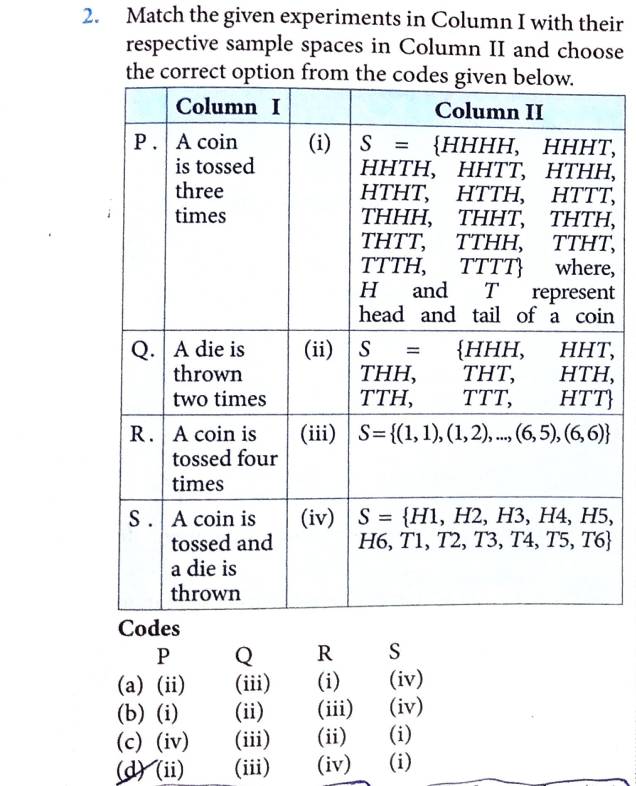 2. Match the given experiments in Column I with their
respective sample spaces in Column II and choose
the correct option from the codes given below.
Column I Column II
P. A coin is tossed three times (i) S = {HHHH, HHHT,
HHTH, HHTT, HTHH,
HTHT, HTTH, HTTT,
THHH, THHT, THTH,
THTT, TTHH, TTHT,
TTTH, TTTT} where,
H and T represent
head and tail of a coin
Q. A die is thrown two times (ii) S = {HHH, HHT,
THH, THT, HTH,
TTH, TTT, HTT}
R. A coin is tossed four times (iii) S={(1, 1), (1, 2), ..., (6, 5), (6, 6)}
S. A coin is tossed and a die is thrown (iv) S = {H1, H2, H3, H4, H5,
H6, T1, T2, T3, T4, T5, T6}
Codes
P Q R S
(a) (ii) (iii) (i) (iv)
(b) (i) (ii) (iii) (iv)
(c) (iv) (iii) (ii) (i)
(d) (ii) (iii) (iv) (i)